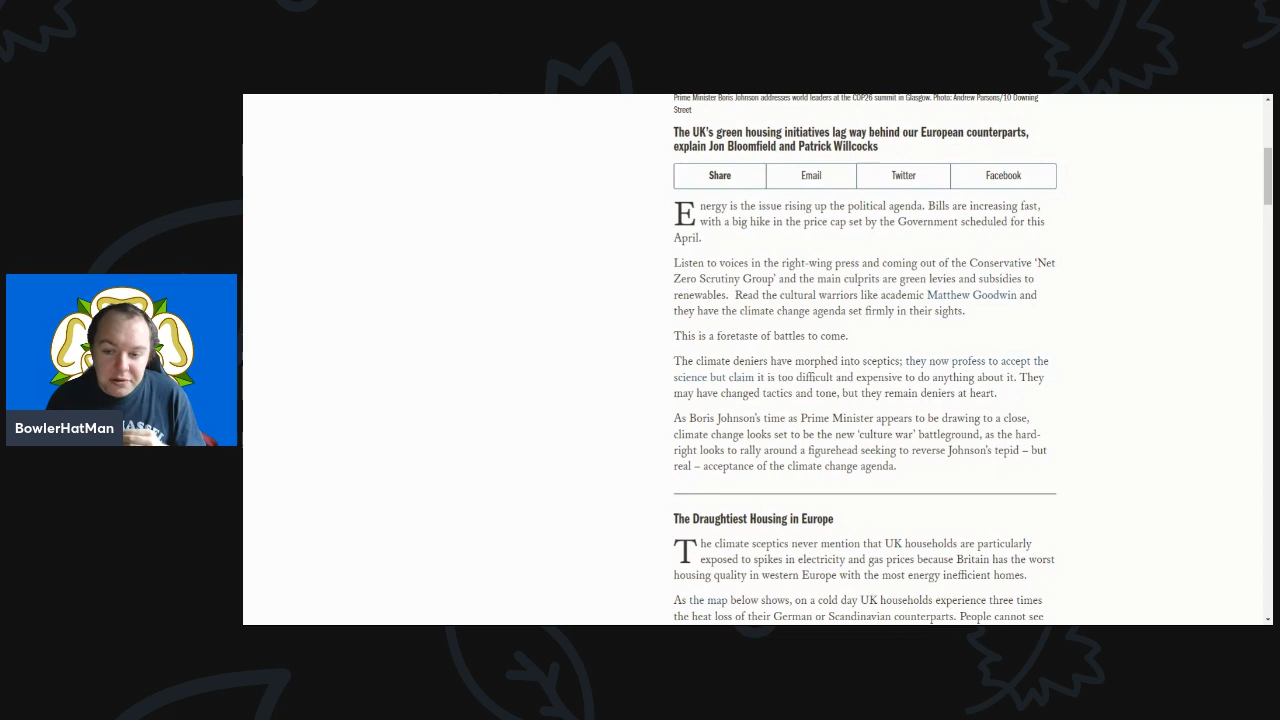 Prime Minister Boris Johnson addresses world leaders at the COP26 summit in Glasgow. Photo: Andrew Parsons/10 Downing
Street
The UK's green housing initiatives lag way behind our European counterparts,
explain Jon Bloomfield and Patrick Willcocks
Share Email Twitter Facebook
Energy is the issue rising up the political agenda. Bills are increasing fast,
with a big hike in the price cap set by the Government scheduled for this
April.
Listen to voices in the right-wing press and coming out of the Conservative ‘Net
Zero Scrutiny Group’ and the main culprits are green levies and subsidies to
renewables. Read the cultural warriors like academic Matthew Goodwin and
they have the climate change agenda set firmly in their sights.
This is a foretaste of battles to come.
The climate deniers have morphed into sceptics; they now profess to accept the
science but claim it is too difficult and expensive to do anything about it. They
may have changed tactics and tone, but they remain deniers at heart.
As Boris Johnson’s time as Prime Minister appears to be drawing to a close,
climate change looks set to be the new ‘culture war’ battleground, as the hard-
right looks to rally around a figurehead seeking to reverse Johnson’s tepid – but
real – acceptance of the climate change agenda.
The Draughtiest Housing in Europe
The climate sceptics never mention that UK households are particularly
exposed to spikes in electricity and gas prices because Britain has the worst
housing quality in western Europe with the most energy inefficient homes.
As the map below shows, on a cold day UK households experience three times
the heat loss of their German or Scandinavian counterparts. People cannot see
BowlerHatMan